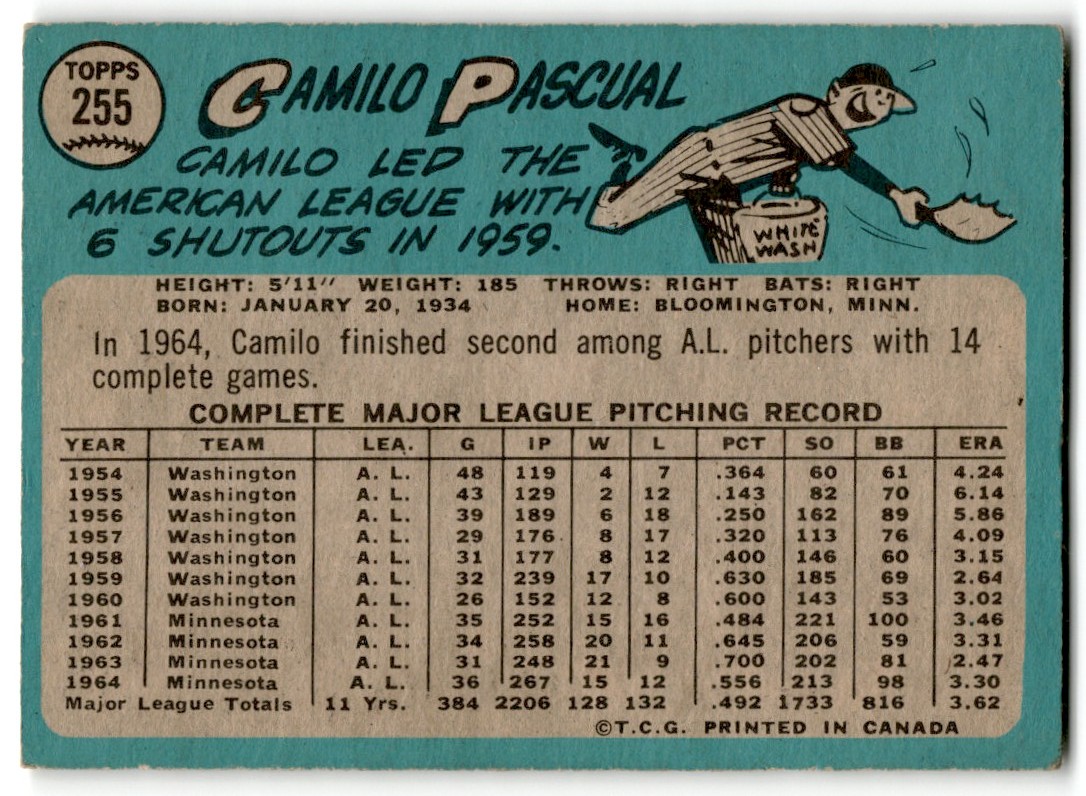 TOPPS
255
CAMILO PASCUAL
CAMILO LED THE
AMERICAN LEAGUE WITH
6 SHUTOUTS IN 1959.
WHITE
WASH
HEIGHT: 5'11" WEIGHT: 185 THROWS: RIGHT BATS: RIGHT
BORN: JANUARY 20, 1934 HOME: BLOOMINGTON, MINN.
In 1964, Camilo finished second among A.L. pitchers with 14
complete games.
COMPLETE MAJOR LEAGUE PITCHING RECORD
YEAR TEAM LEA. G IP W L PCT SO BB ERA
1954 Washington A. L. 48 119 4 7 .364 60 61 4.24
1955 Washington A. L. 43 129 2 12 .143 82 70 6.14
1956 Washington A. L. 39 189 6 18 .250 162 89 5.86
1957 Washington A. L. 29 176 8 17 .320 113 76 4.09
1958 Washington A. L. 31 177 8 12 .400 146 60 3.15
1959 Washington A. L. 32 239 17 10 .630 185 69 2.64
1960 Washington A. L. 26 152 12 8 .600 143 53 3.02
1961 Minnesota A. L. 35 252 15 16 .484 221 100 3.46
1962 Minnesota A. L. 34 258 20 11 .645 206 59 3.31
1963 Minnesota A. L. 31 248 21 9 .700 202 81 2.47
1964 Minnesota A. L. 36 267 15 12 .556 213 98 3.30
Major League Totals 11 Yrs. 384 2206 128 132 .492 1733 816 3.62
©T.C.G. PRINTED IN CANADA